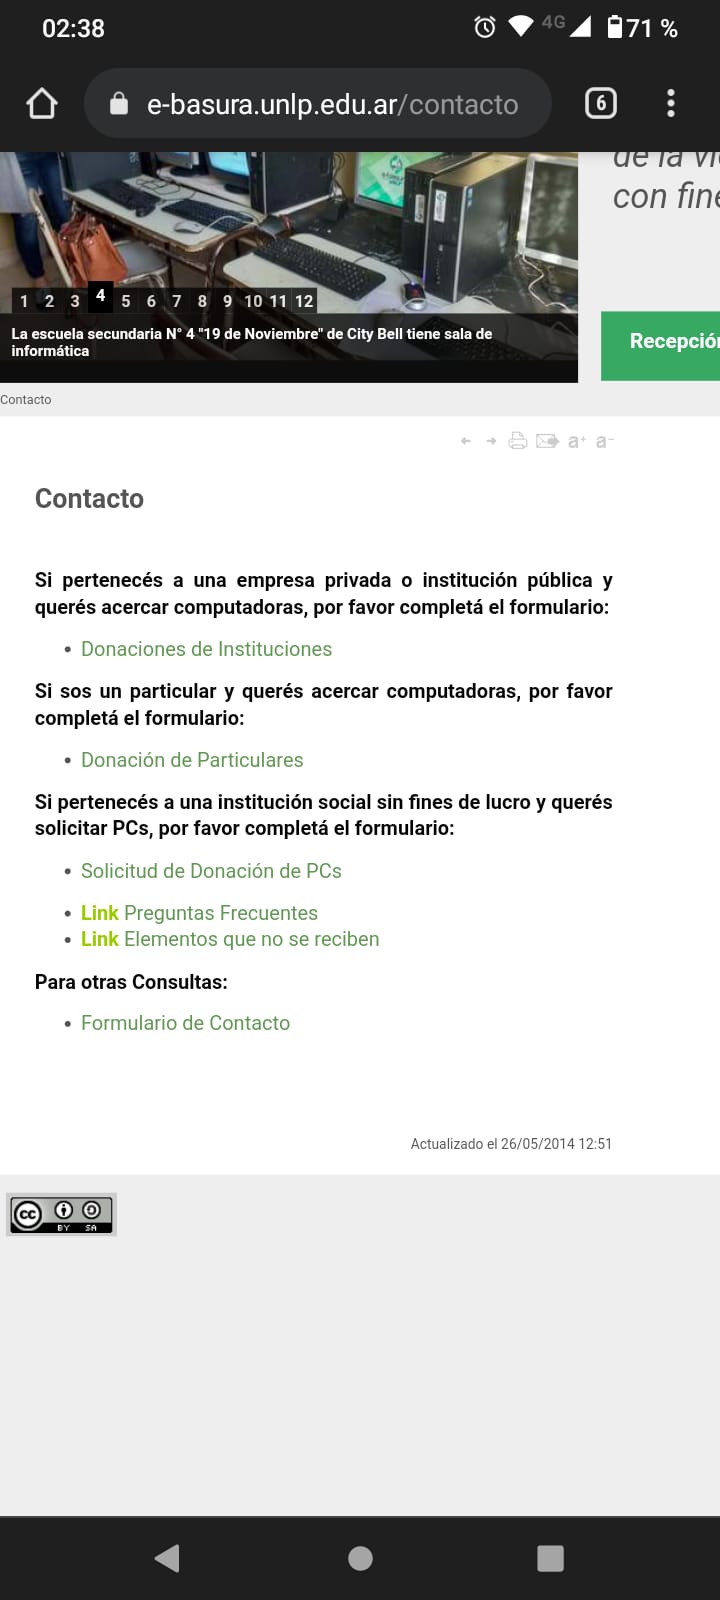 02:38
4G
71 %
e-basura.unlp.edu.ar/contacto
6
con fine
1 2 3 4 5 6 7 8 9 10 11 12
La escuela secundaria N° 4 "19 de Noviembre" de City Bell tiene sala de
informática
Recepción
Contacto
a+ a-
Contacto
Si pertenecés a una empresa privada o institución pública y
querés acercar computadoras, por favor completá el formulario:
• Donaciones de Instituciones
Si sos un particular y querés acercar computadoras, por favor
completá el formulario:
• Donación de Particulares
Si pertenecés a una institución social sin fines de lucro y querés
solicitar PCs, por favor completá el formulario:
• Solicitud de Donación de PCs
• Link Preguntas Frecuentes
• Link Elementos que no se reciben
Para otras Consultas:
• Formulario de Contacto
Actualizado el 26/05/2014 12:51
cc
BY SA